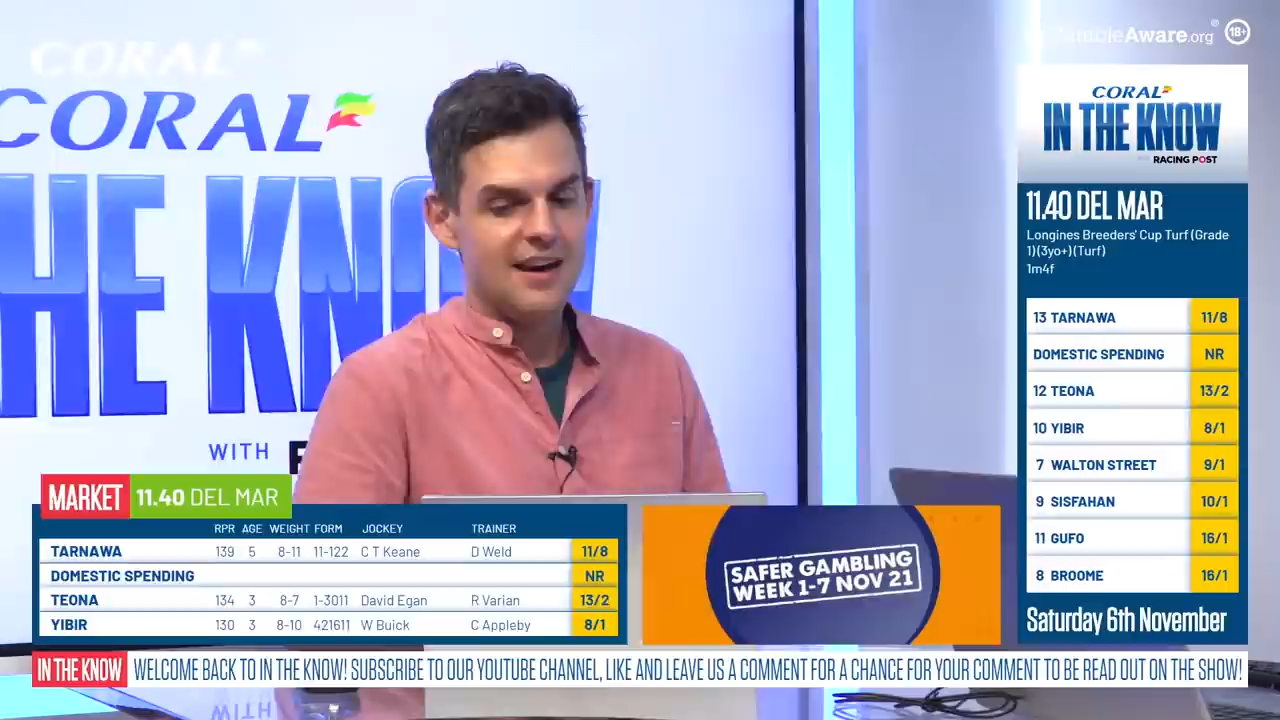 CORAL
CORAL
THE KNO
WITH
GambleAware.org®
18+
CORAL
IN THE KNOW
WITH RACING POST
11.40 DEL MAR
Longines Breeders' Cup Turf (Grade
1)(3yo+)(Turf)
1m4f
13 TARNAWA 11/8
DOMESTIC SPENDING NR
12 TEONA 13/2
10 YIBIR 8/1
7 WALTON STREET 9/1
9 SISFAHAN 10/1
11 GUFO 16/1
8 BROOME 16/1
Saturday 6th November
MARKET 11.40 DEL MAR
RPR AGE WEIGHT FORM JOCKEY TRAINER
TARNAWA 139 5 8-11 11-122 C T Keane D Weld 11/8
DOMESTIC SPENDING NR
TEONA 134 3 8-7 1-3011 David Egan R Varian 13/2
YIBIR 130 3 8-10 421611 W Buick C Appleby 8/1
SAFER GAMBLING
WEEK 1-7 NOV 21
IN THE KNOW WELCOME BACK TO IN THE KNOW! SUBSCRIBE TO OUR YOUTUBE CHANNEL, LIKE AND LEAVE US A COMMENT FOR A CHANCE FOR YOUR COMMENT TO BE READ OUT ON THE SHOW!
WITH